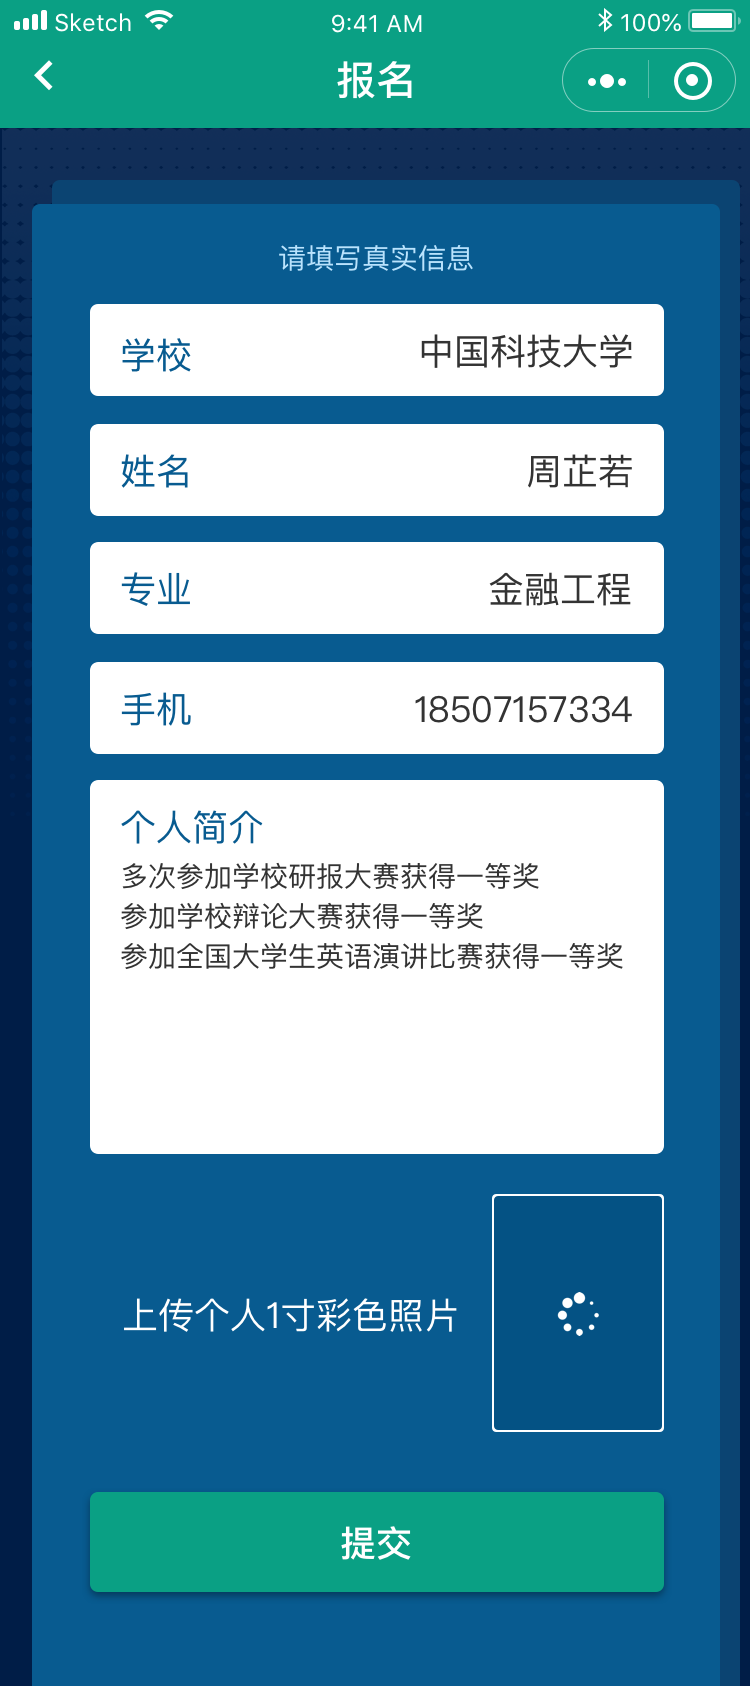 Sketch 9:41 AM 100%
报名
请填写真实信息
学校 中国科技大学
姓名 周芷若
专业 金融工程
手机 18507157334
个人简介
多次参加学校研报大赛获得一等奖
参加学校辩论大赛获得一等奖
参加全国大学生英语演讲比赛获得一等奖
上传个人1寸彩色照片
提交